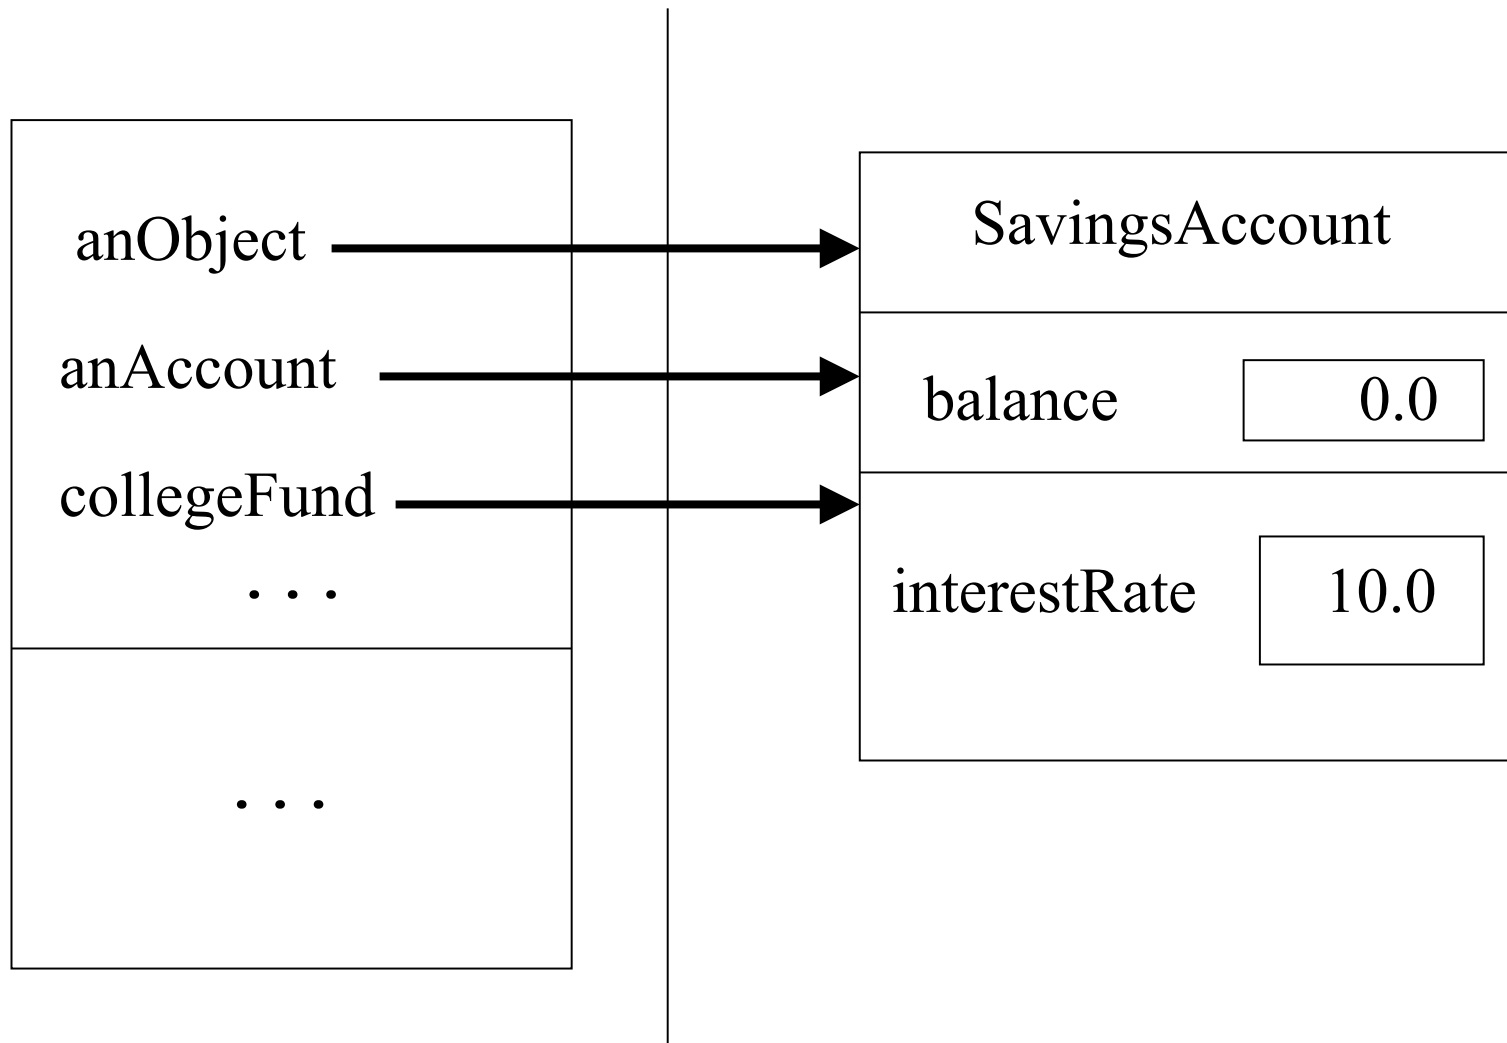 anObject
anAccount
collegeFund
. . .
. . .
SavingsAccount
balance 0.0
interestRate 10.0